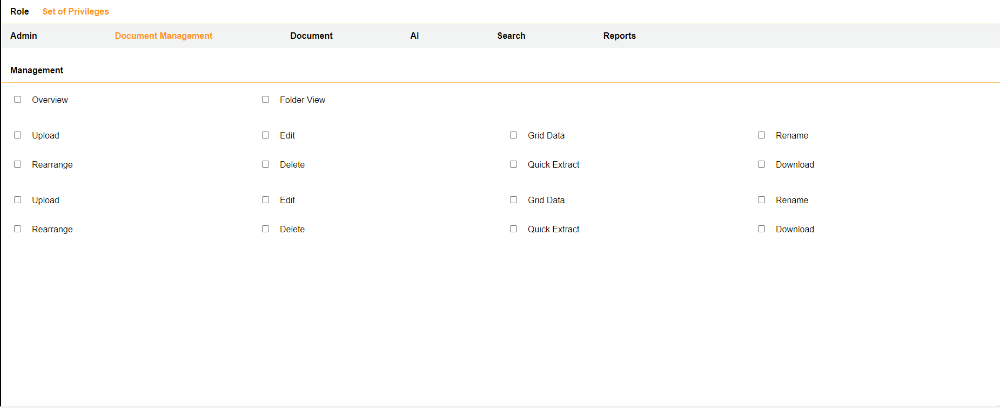 Role Set of Privileges
Admin Document Management Document AI Search Reports
Management
Overview Folder View
Upload Edit Grid Data Rename
Rearrange Delete Quick Extract Download
Upload Edit Grid Data Rename
Rearrange Delete Quick Extract Download